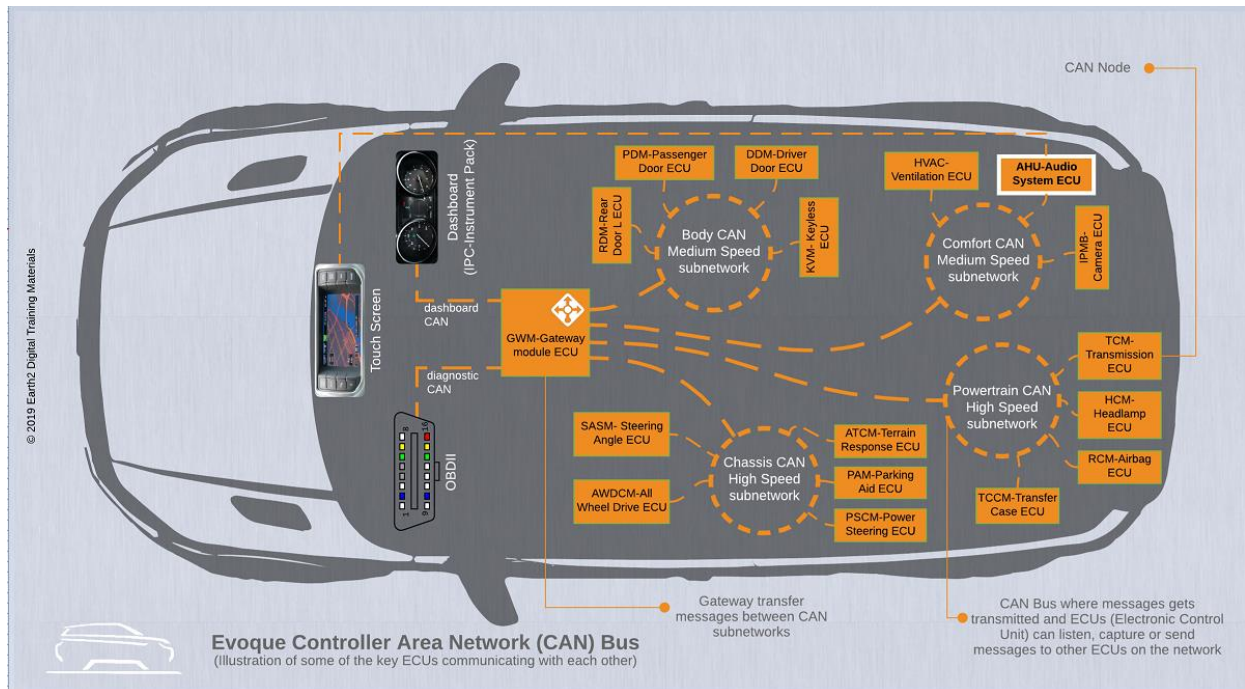 CAN Node
PDM-Passenger
Door ECU
DDM-Driver
Door ECU
HVAC-
Ventilation ECU
AHU-Audio
System ECU
Dashboard
(IPC-Instrument Pack)
RDM-Rear
Door L ECU
Body CAN
Medium Speed
subnetwork
KVM- Keyless
ECU
Comfort CAN
Medium Speed
subnetwork
IPMB-
Camera ECU
Touch Screen
dashboard
CAN
GWM-Gateway
module ECU
diagnostic
CAN
TCM-
Transmission
ECU
Powertrain CAN
High Speed
subnetwork
HCM-
Headlamp
ECU
RCM-Airbag
ECU
TCCM-Transfer
Case ECU
SASM- Steering
Angle ECU
ATCM-Terrain
Response ECU
Chassis CAN
High Speed
subnetwork
PAM-Parking
Aid ECU
AWDCM-All
Wheel Drive ECU
PSCM-Power
Steering ECU
8
16
1
9
OBDII
© 2019 Earth2 Digital Training Materials
Gateway transfer
messages between CAN
subnetworks
CAN Bus where messages gets
transmitted and ECUs (Electronic Control
Unit) can listen, capture or send
messages to other ECUs on the network
Evoque Controller Area Network (CAN) Bus
(Illustration of some of the key ECUs communicating with each other)